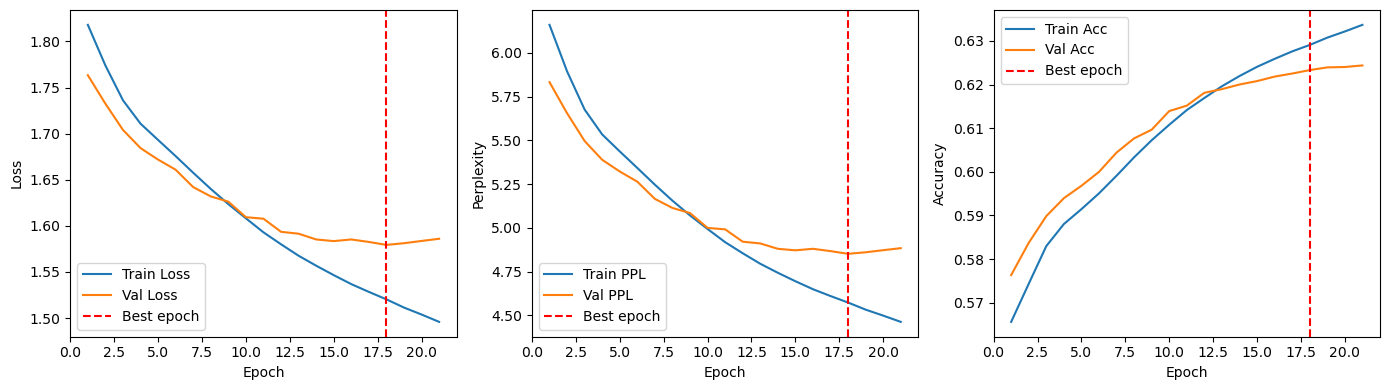 1.80
1.75
1.70
1.65
1.60
1.55
1.50
Loss
0.0 2.5 5.0 7.5 10.0 12.5 15.0 17.5 20.0
Epoch
Train Loss
Val Loss
Best epoch
6.00
5.75
5.50
5.25
5.00
4.75
4.50
Perplexity
0.0 2.5 5.0 7.5 10.0 12.5 15.0 17.5 20.0
Epoch
Train PPL
Val PPL
Best epoch
Train Acc
Val Acc
Best epoch
0.63
0.62
0.61
0.60
0.59
0.58
0.57
Accuracy
0.0 2.5 5.0 7.5 10.0 12.5 15.0 17.5 20.0
Epoch